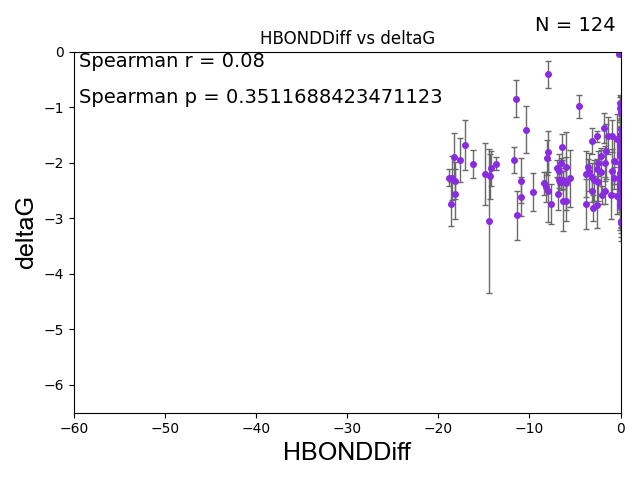 N = 124
HBONDDiff vs deltaG
Spearman r = 0.08
Spearman p = 0.3511688423471123
deltaG
0
−1
−2
−3
−4
−5
−6
−60
−50
−40
−30
−20
−10
0
HBONDDiff